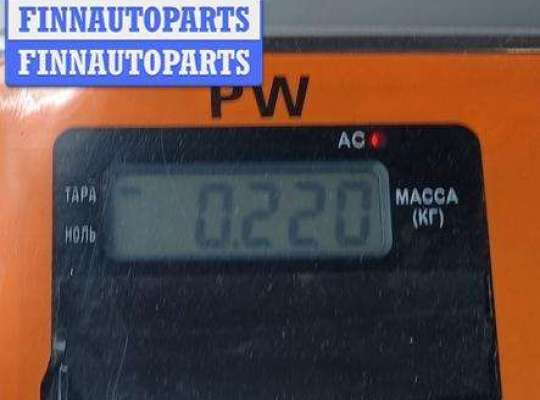 FINNAUTOPARTS
FINNAUTOPARTS
PW
AC
ТАРА
0.220
МАССА
(КГ)
НОЛЬ